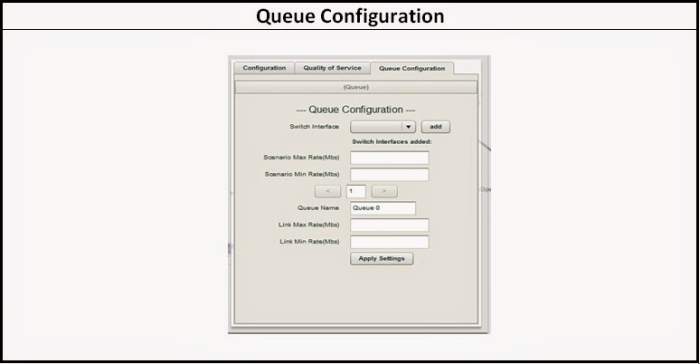 Queue Configuration
Configuration Quality of Service Queue Configuration
(Queue)
--- Queue Configuration ---
Switch Interface add
Switch Interfaces added:
Scenario Max Rate(Mbs)
Scenario Min Rate(Mbs)
< 1 >
Queue Name Queue 0
Link Max Rate(Mbs)
Link Min Rate(Mbs)
Apply Settings